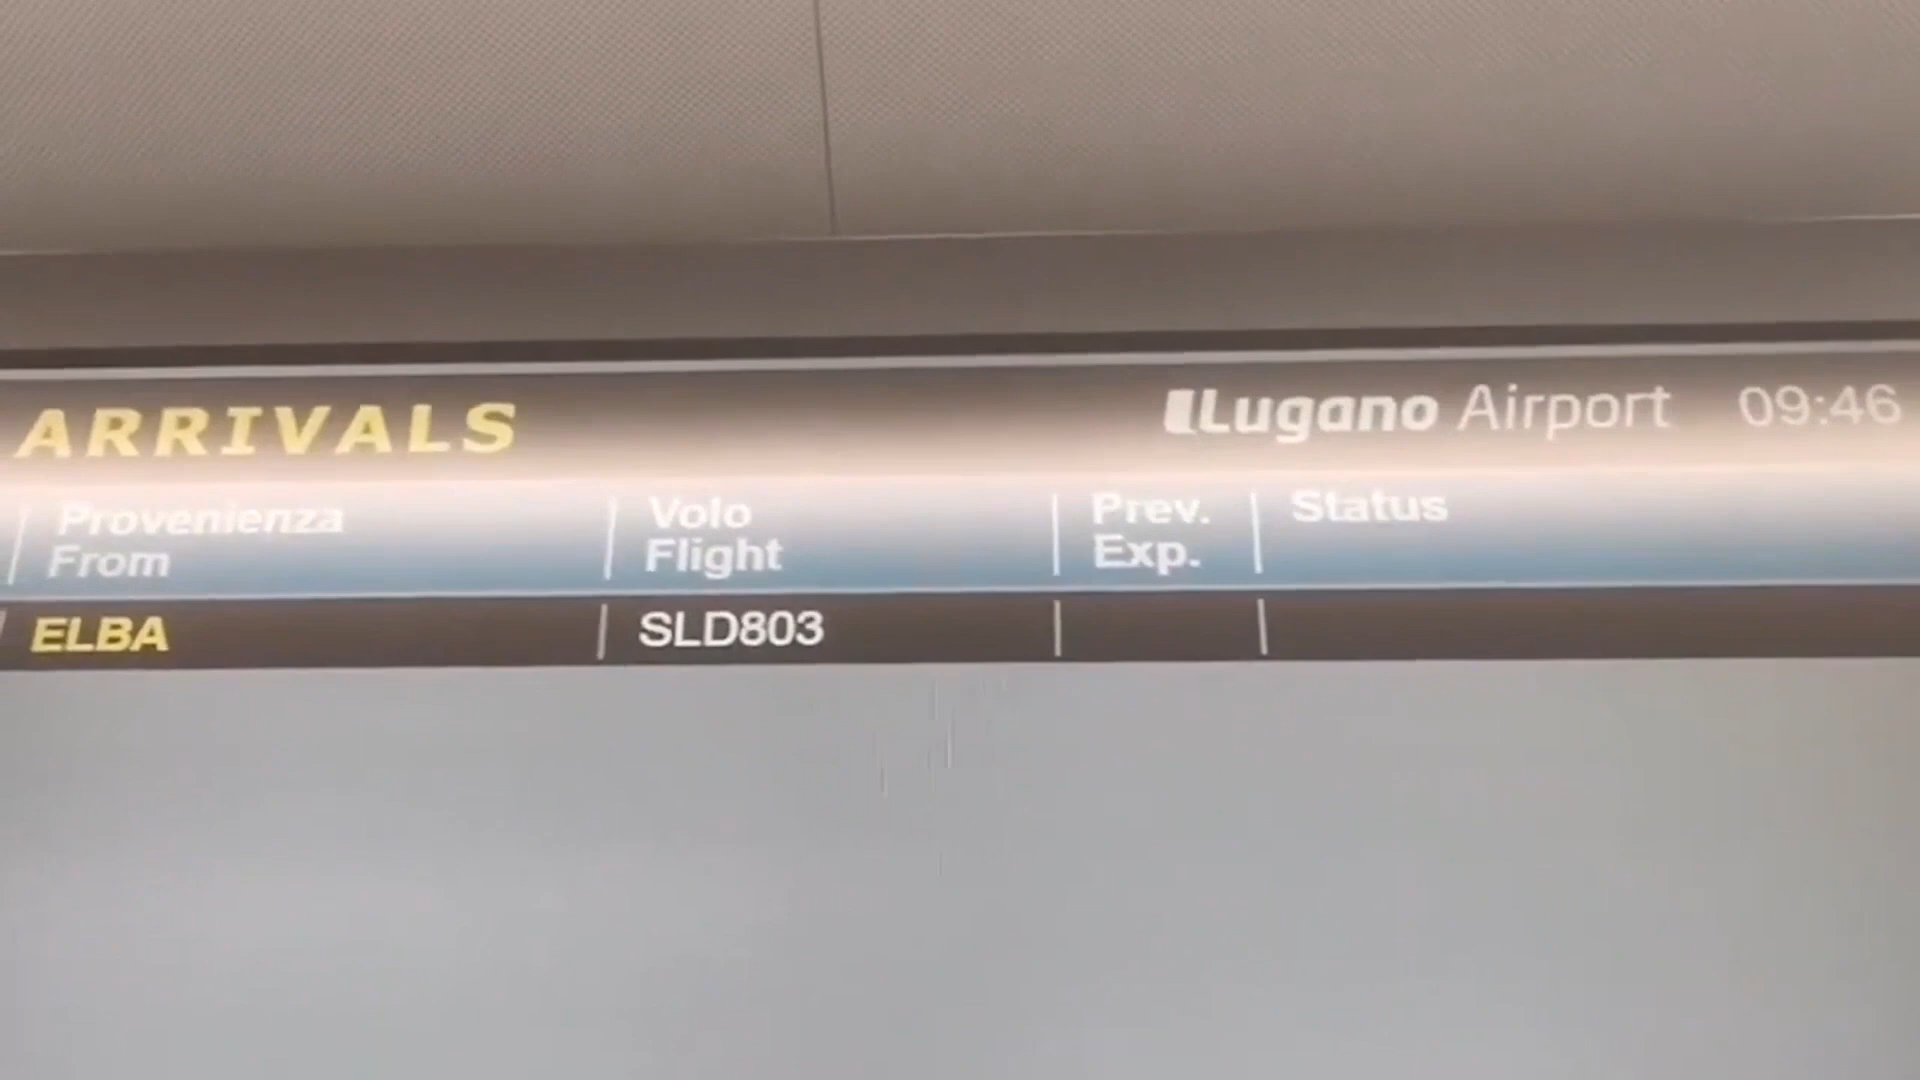 ARRIVALS Lugano Airport 09:46
Provenienza Volo Prev. Status
From Flight Exp.
ELBA SLD803